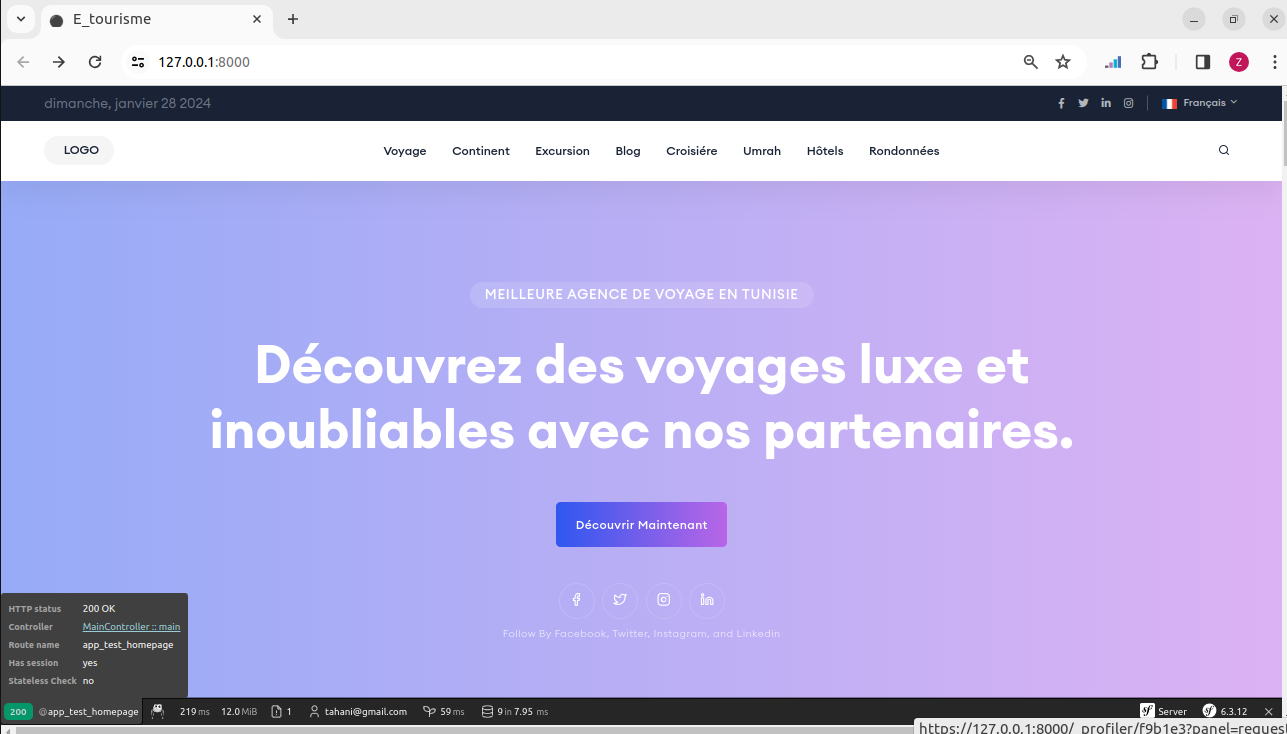 E_tourisme
127.0.0.1:8000
Z
dimanche, janvier 28 2024
Français
LOGO
Voyage Continent Excursion Blog Croisiére Umrah Hôtels Rondonnées
MEILLEURE AGENCE DE VOYAGE EN TUNISIE
Découvrez des voyages luxe et
inoubliables avec nos partenaires.
Découvrir Maintenant
Follow By Facebook, Twitter, Instagram, and Linkedin
HTTP status 200 OK
Controller MainController :: main
Route name app_test_homepage
Has session yes
Stateless Check no
200 @app_test_homepage 219 ms 12.0 MiB 1 tahani@gmail.com 59 ms 9 in 7.95 ms Server 6.3.12
https://127.0.0.1:8000/_profiler/f9b1e3?panel=reques